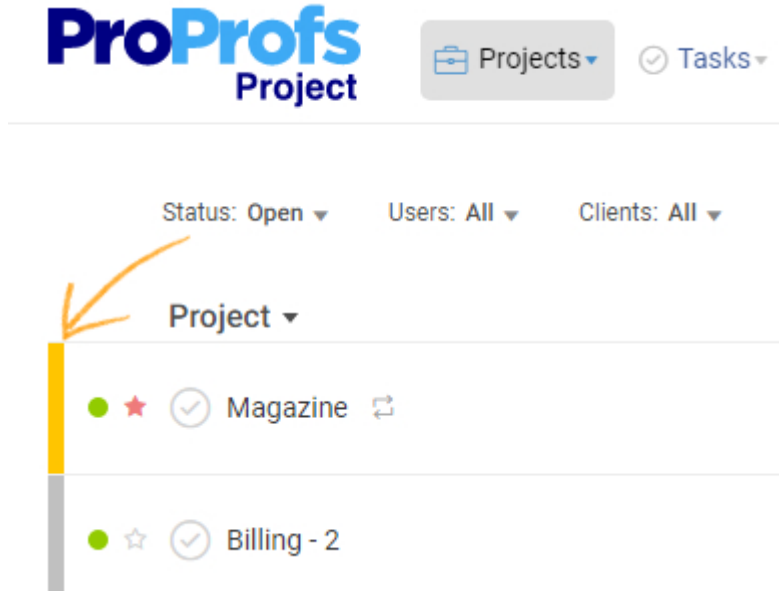 ProProfs
Project
Projects
Tasks
Status: Open
Users: All
Clients: All
Project
Magazine
Billing - 2